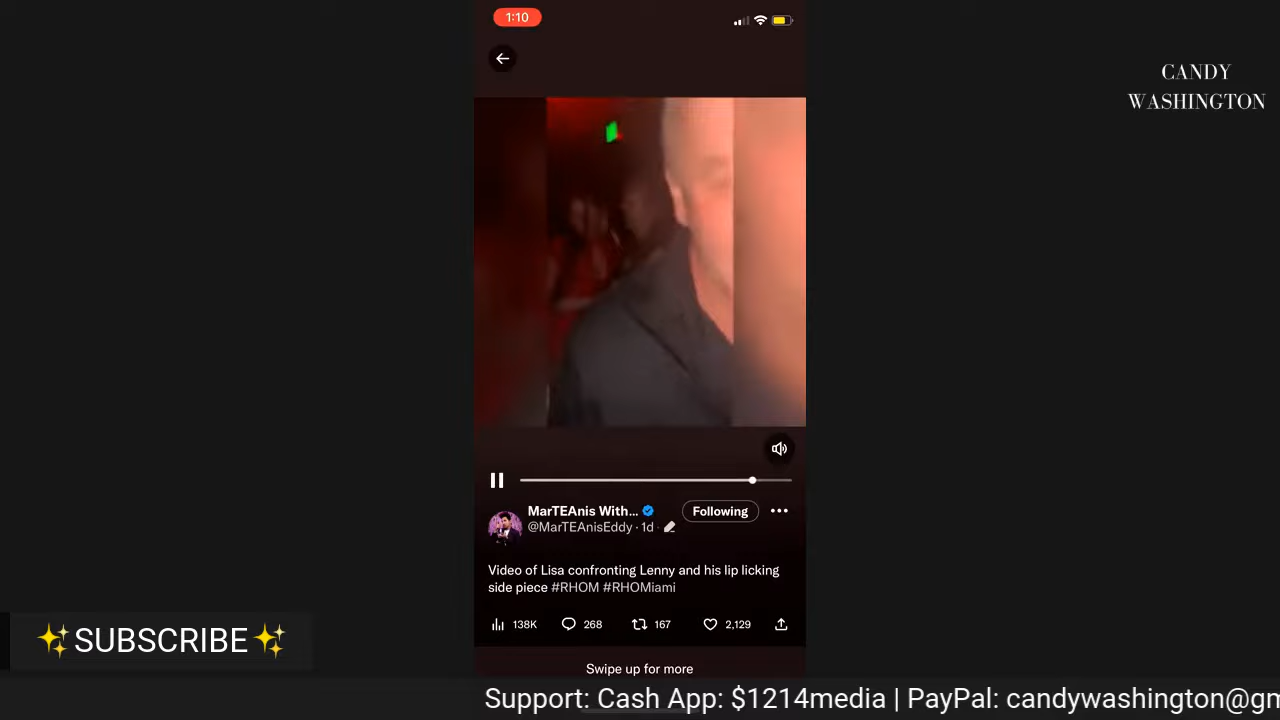 1:10
CANDY
WASHINGTON
MarTEAnis With...
Following
@MarTEAnisEddy · 1d ·
Video of Lisa confronting Lenny and his lip licking
side piece #RHOM #RHOMiami
138K 268 167 2,129
✨SUBSCRIBE✨
Swipe up for more
Support: Cash App: $1214media | PayPal: candywashington@gm